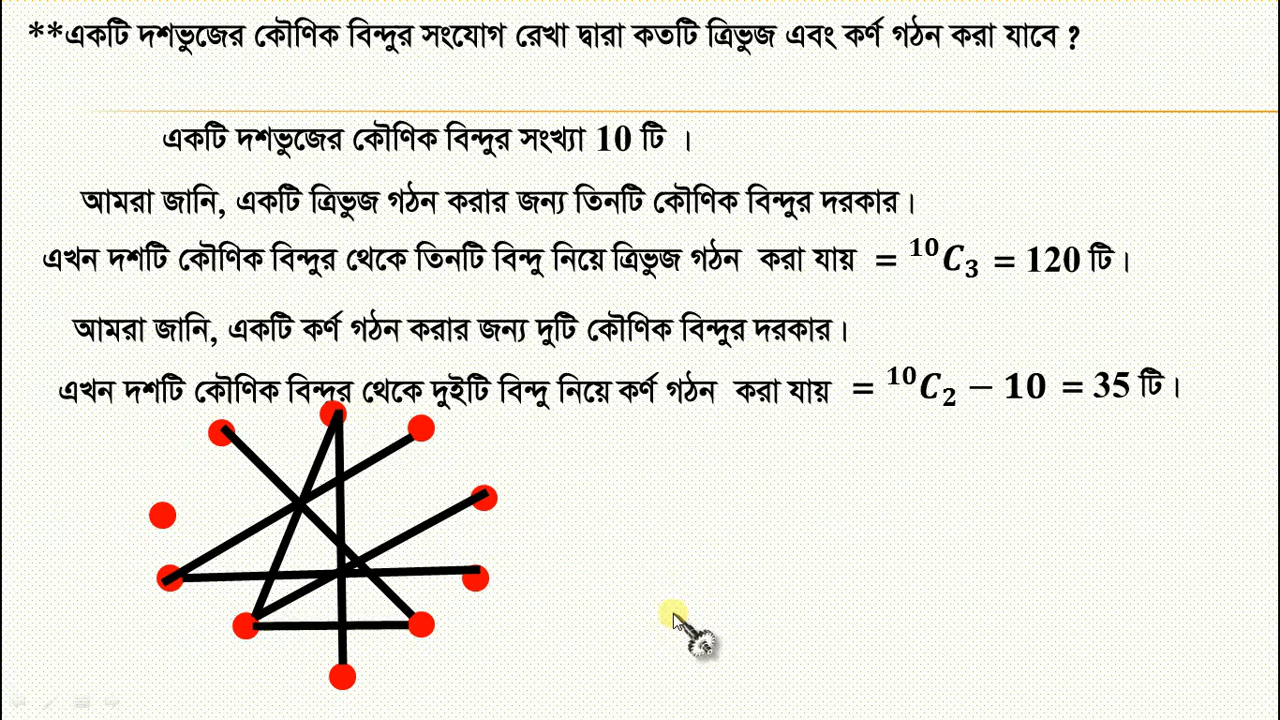 **একটি দশভুজের কৌণিক বিন্দুর সংযোগ রেখা দ্বারা কতটি ত্রিভুজ এবং কর্ণ গঠন করা যাবে ?
একটি দশভুজের কৌণিক বিন্দুর সংখ্যা 10 টি ।
আমরা জানি, একটি ত্রিভুজ গঠন করার জন্য তিনটি কৌণিক বিন্দুর দরকার।
এখন দশটি কৌণিক বিন্দুর থেকে তিনটি বিন্দু নিয়ে ত্রিভুজ গঠন করা যায় = ¹⁰C₃ = 120 টি।
আমরা জানি, একটি কর্ণ গঠন করার জন্য দুটি কৌণিক বিন্দুর দরকার।
এখন দশটি কৌণিক বিন্দুর থেকে দুইটি বিন্দু নিয়ে কর্ণ গঠন করা যায় = ¹⁰C₂ − 10 = 35 টি।